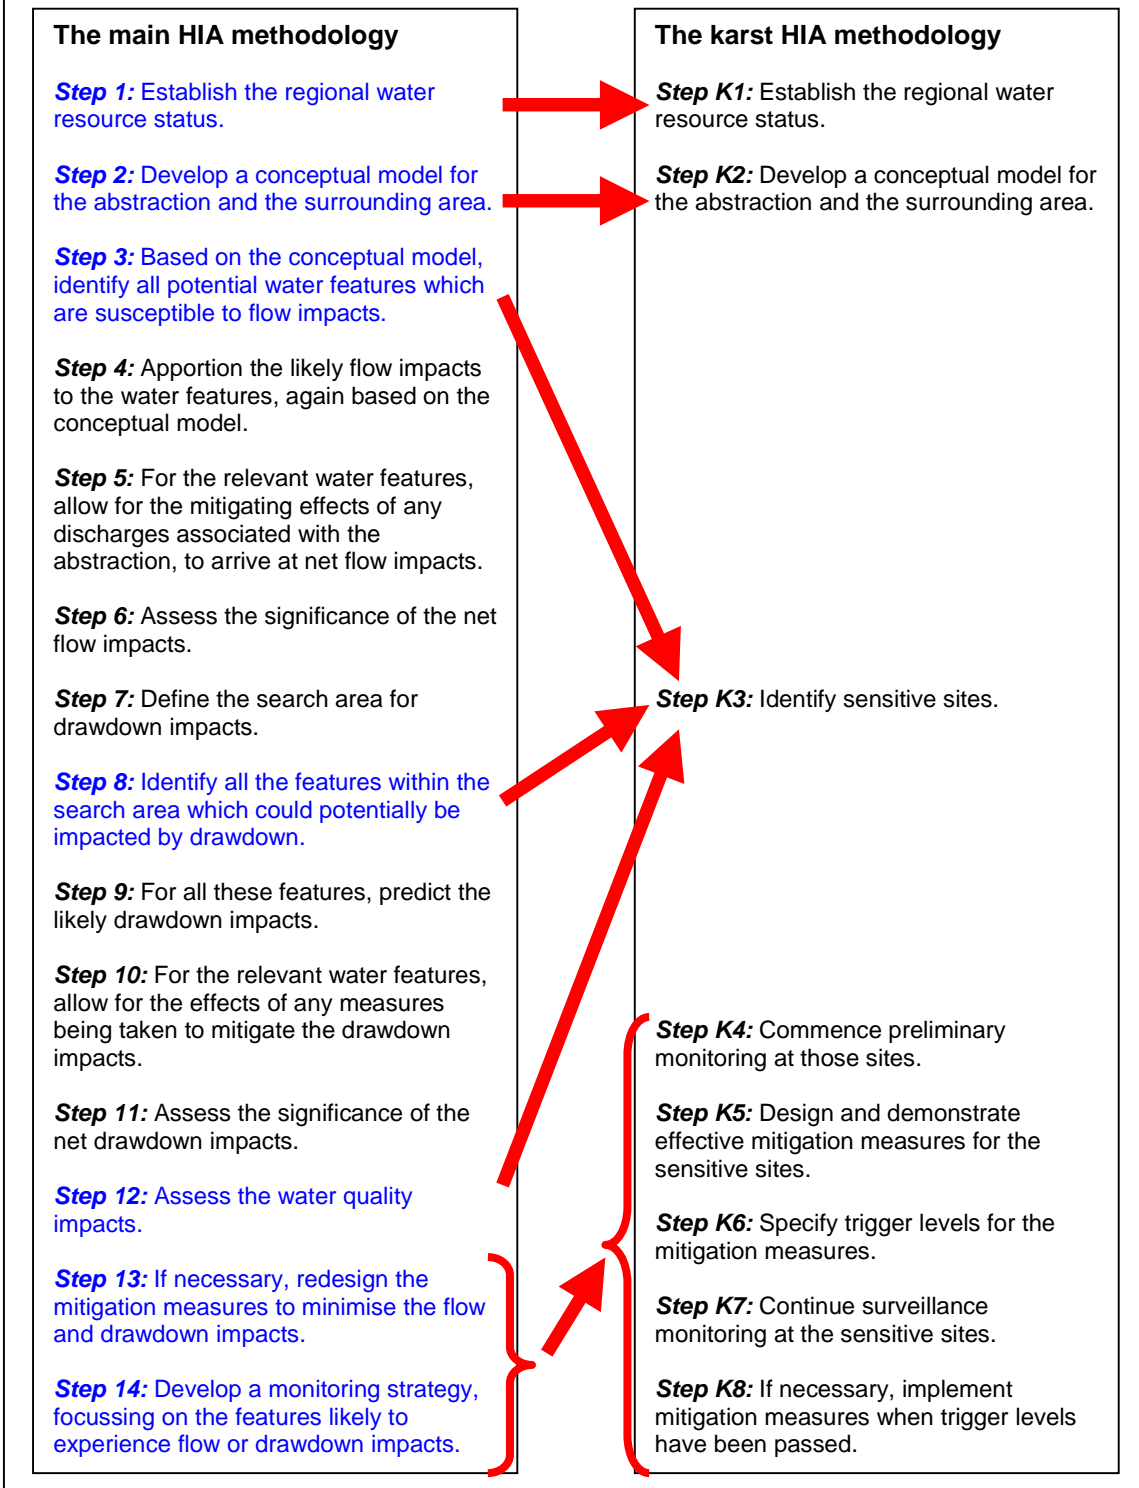 The main HIA methodology
Step 1: Establish the regional water
resource status.
Step 2: Develop a conceptual model for
the abstraction and the surrounding area.
Step 3: Based on the conceptual model,
identify all potential water features which
are susceptible to flow impacts.
Step 4: Apportion the likely flow impacts
to the water features, again based on the
conceptual model.
Step 5: For the relevant water features,
allow for the mitigating effects of any
discharges associated with the
abstraction, to arrive at net flow impacts.
Step 6: Assess the significance of the net
flow impacts.
Step 7: Define the search area for
drawdown impacts.
Step 8: Identify all the features within the
search area which could potentially be
impacted by drawdown.
Step 9: For all these features, predict the
likely drawdown impacts.
Step 10: For the relevant water features,
allow for the effects of any measures
being taken to mitigate the drawdown
impacts.
Step 11: Assess the significance of the
net drawdown impacts.
Step 12: Assess the water quality
impacts.
Step 13: If necessary, redesign the
mitigation measures to minimise the flow
and drawdown impacts.
Step 14: Develop a monitoring strategy,
focussing on the features likely to
experience flow or drawdown impacts.
The karst HIA methodology
Step K1: Establish the regional water
resource status.
Step K2: Develop a conceptual model for
the abstraction and the surrounding area.
Step K3: Identify sensitive sites.
Step K4: Commence preliminary
monitoring at those sites.
Step K5: Design and demonstrate
effective mitigation measures for the
sensitive sites.
Step K6: Specify trigger levels for the
mitigation measures.
Step K7: Continue surveillance
monitoring at the sensitive sites.
Step K8: If necessary, implement
mitigation measures when trigger levels
have been passed.